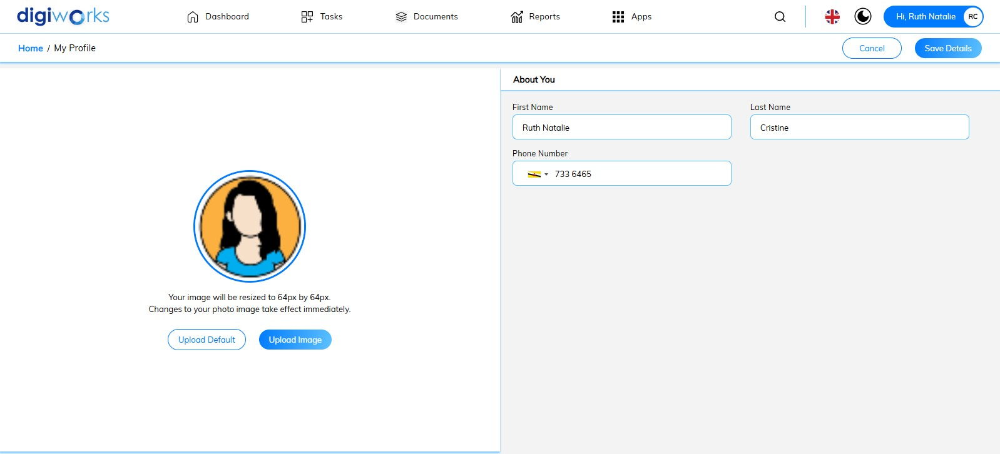 digiworks
Dashboard
Tasks
Documents
Reports
Apps
Hi, Ruth Natalie
RC
Home / My Profile
Cancel
Save Details
About You
First Name
Last Name
Ruth Natalie
Cristine
Phone Number
733 6465
Your image will be resized to 64px by 64px.
Changes to your photo image take effect immediately.
Upload Default
Upload Image